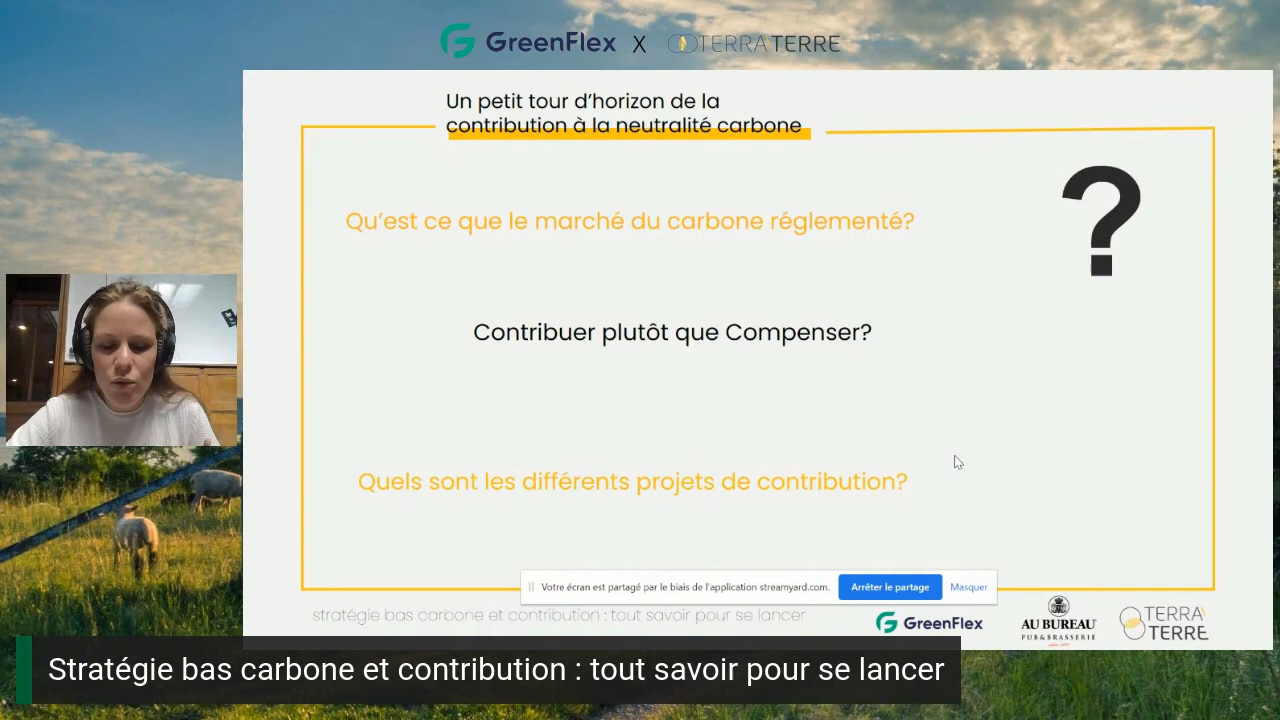 GreenFlex X TERRA TERRE
Un petit tour d'horizon de la
contribution à la neutralité carbone
?
Qu'est ce que le marché du carbone réglementé?
Contribuer plutôt que Compenser?
Quels sont les différents projets de contribution?
Votre écran est partagé par le biais de l'application streamyard.com.
Arrêter le partage
Masquer
stratégie bas carbone et contribution : tout savoir pour se lancer
GreenFlex
AU BUREAU
PUB & BRASSERIE
TERRA
TERRE
Stratégie bas carbone et contribution : tout savoir pour se lancer